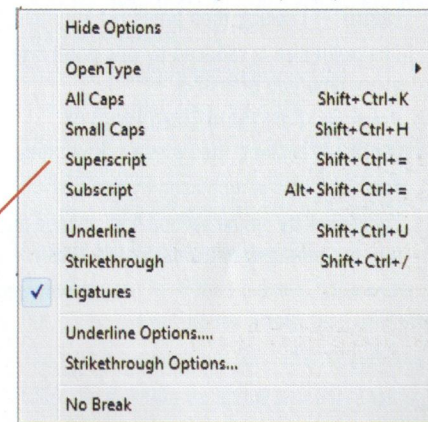 Hide Options
OpenType
All Caps Shift+Ctrl+K
Small Caps Shift+Ctrl+H
Superscript Shift+Ctrl+=
Subscript Alt+Shift+Ctrl+=
Underline Shift+Ctrl+U
Strikethrough Shift+Ctrl+/
Ligatures
Underline Options....
Strikethrough Options...
No Break